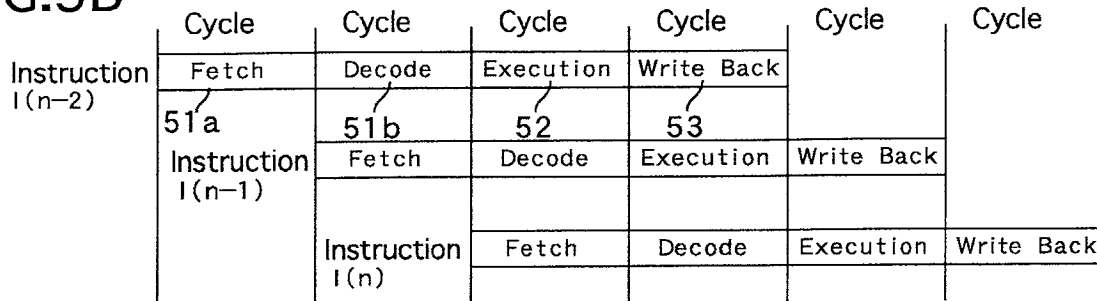 G.5B
Cycle Cycle Cycle Cycle Cycle Cycle
Instruction Fetch Decode Execution Write Back
I(n-2)
51a 51b 52 53
Instruction Fetch Decode Execution Write Back
I(n-1)
Instruction Fetch Decode Execution Write Back
I(n)